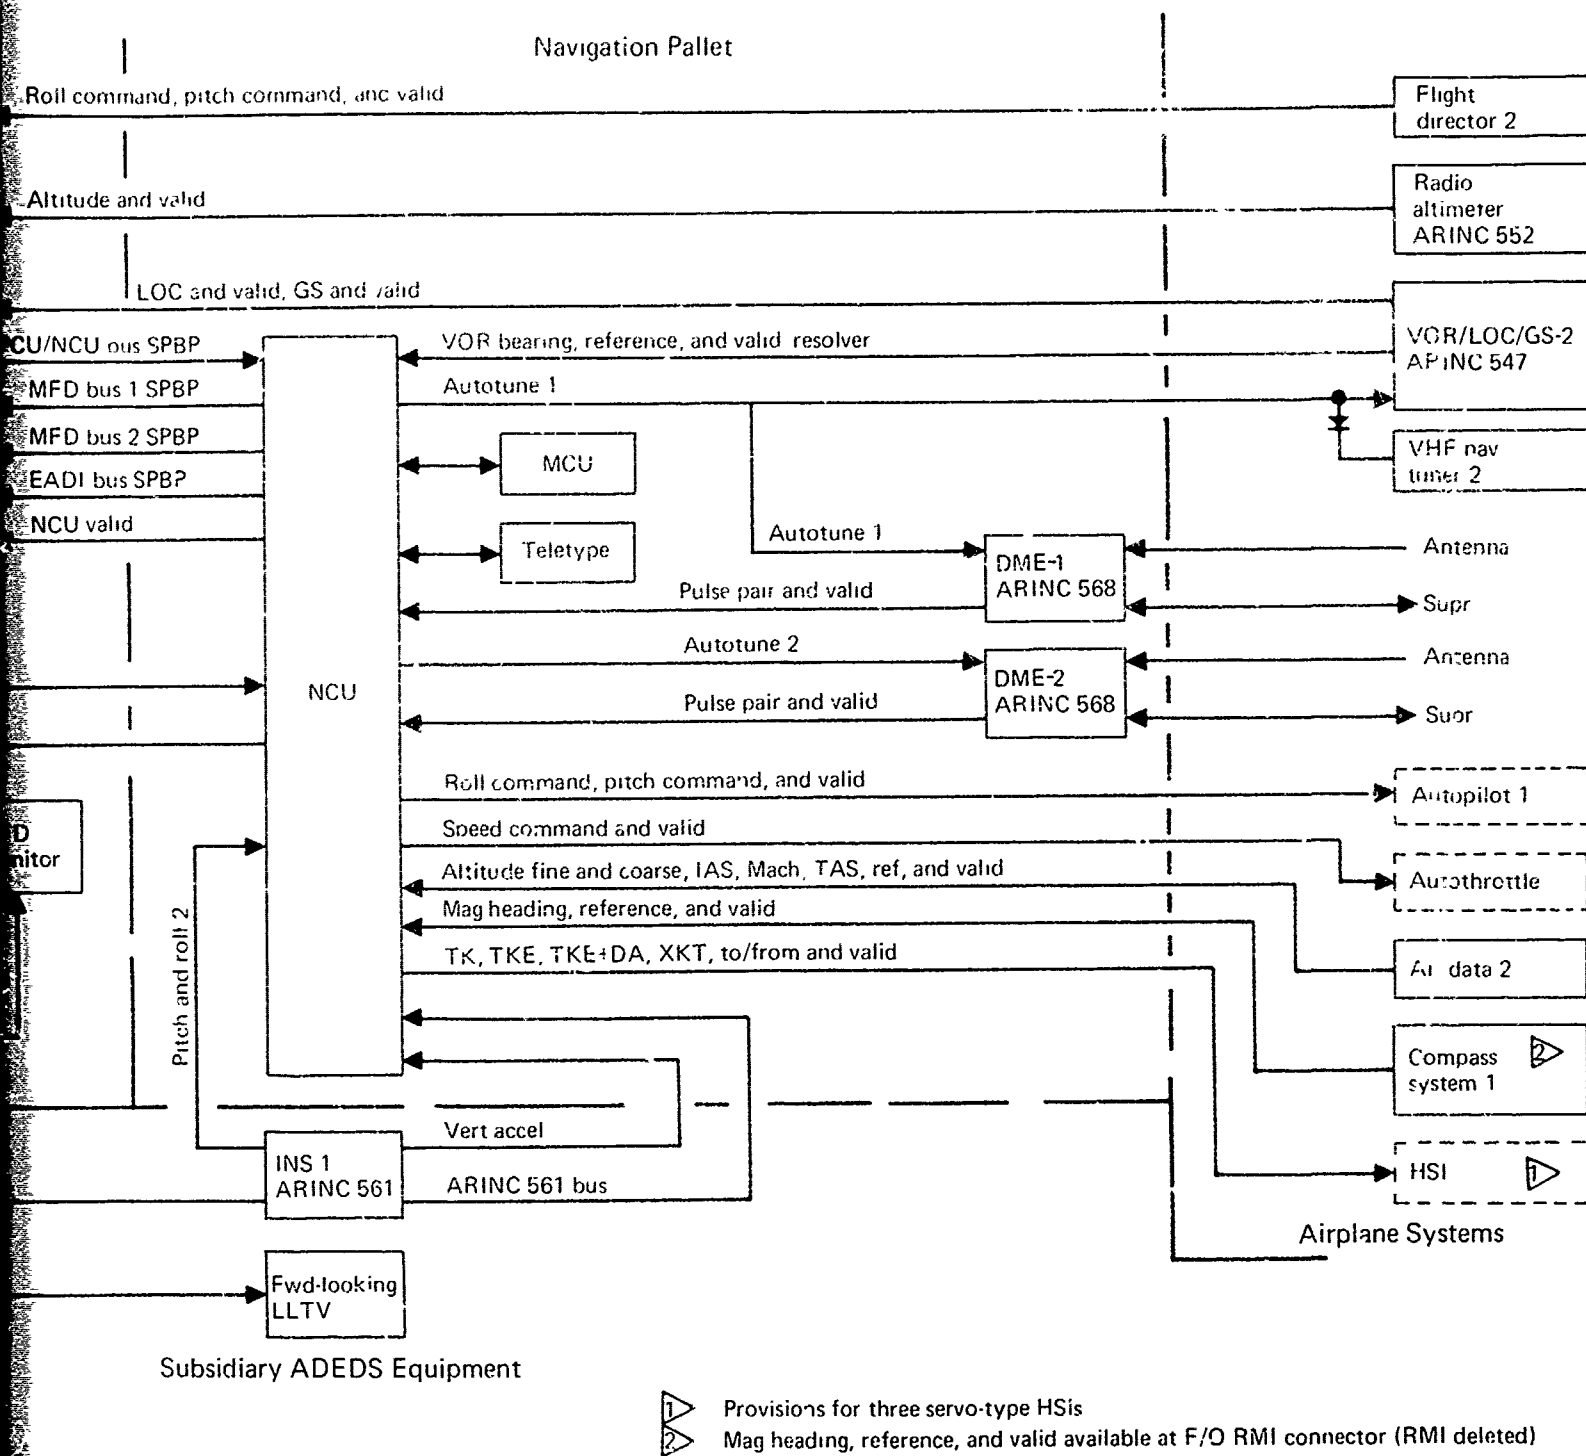 Navigation Pallet
Roll command, pitch command, and valid
Flight
director 2
Altitude and valid
Radio
altimeter
ARINC 552
LOC and valid, GS and valid
CU/NCU bus SPBP
VOR bearing, reference, and valid resolver
VOR/LOC/GS-2
ARINC 547
MFD bus 1 SPBP
Autotune 1
MFD bus 2 SPBP
MCU
VHF nav
tuner 2
EADI bus SPBP
NCU valid
Teletype
Autotune 1
DME-1
ARINC 568
Antenna
Pulse pair and valid
Supr
Autotune 2
Antenna
NCU
DME-2
ARINC 568
Pulse pair and valid
Supr
Roll command, pitch command, and valid
Autopilot 1
D
nitor
Speed command and valid
Altitude fine and coarse, IAS, Mach, TAS, ref, and valid
Autothrottle
Mag heading, reference, and valid
Pitch and roll 2
TK, TKE, TKE+DA, XKT, to/from and valid
Air data 2
Compass
system 1
2
Vert accel
INS 1
ARINC 561
ARINC 561 bus
HSI
1
Airplane Systems
Fwd-looking
LLTV
Subsidiary ADEDS Equipment
1 Provisions for three servo-type HSIs
2 Mag heading, reference, and valid available at F/O RMI connector (RMI deleted)